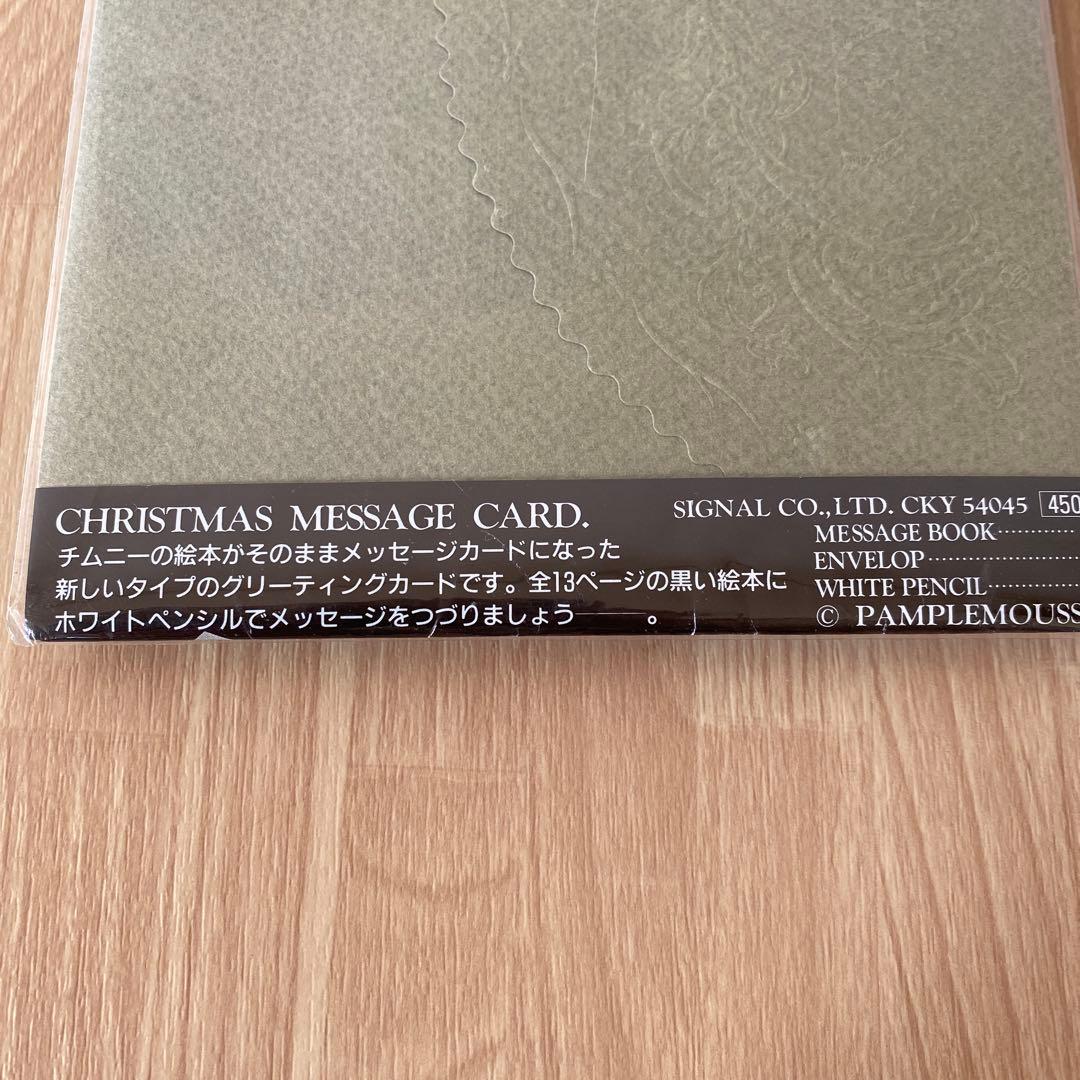 CHRISTMAS MESSAGE CARD.
チムニーの絵本がそのままメッセージカードになった
新しいタイプのグリーティングカードです。全13ページの黒い絵本に
ホワイトペンシルでメッセージをつづりましょう――。
SIGNAL CO.,LTD. CKY 54045 450
MESSAGE BOOK
ENVELOP
WHITE PENCIL
© PAMPLEMOUSS